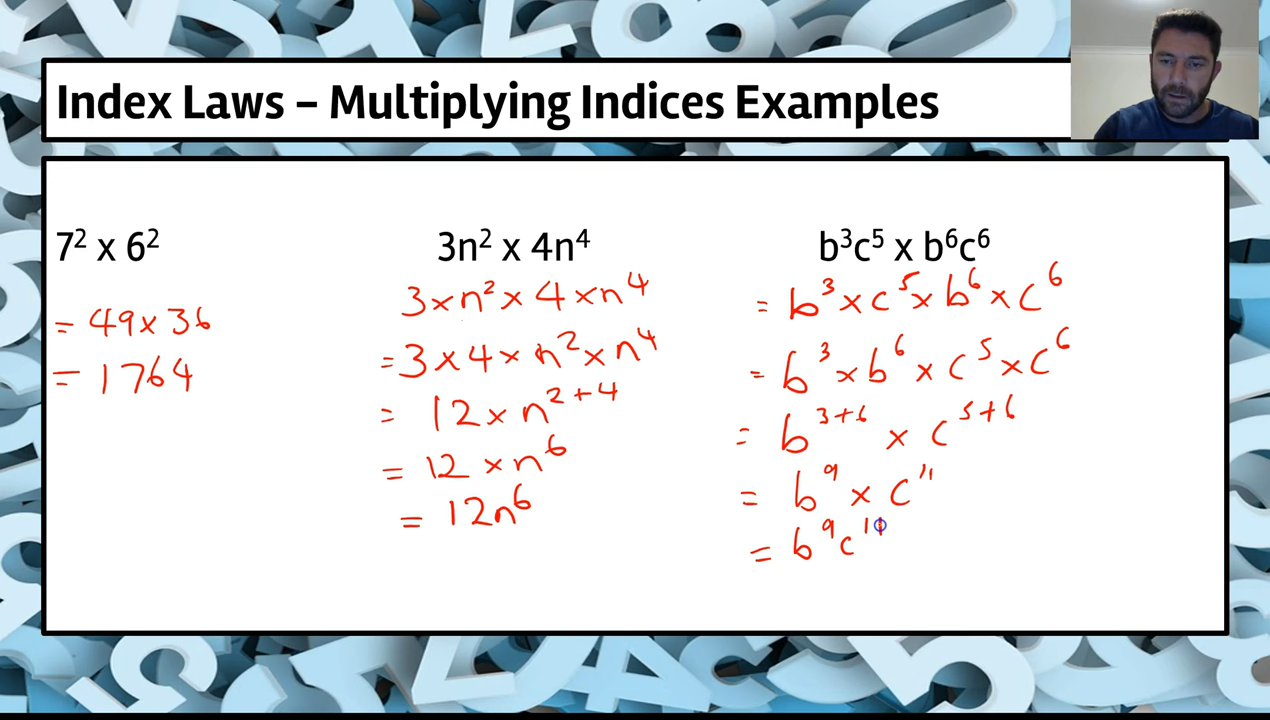 Index Laws – Multiplying Indices Examples
7² x 6²
= 49 × 36
= 1764
3n² x 4n⁴
3 × n² × 4 × n⁴
= 3 × 4 × n² × n⁴
= 12 × n²⁺⁴
= 12 × n⁶
= 12n⁶
b³c⁵ x b⁶c⁶
= b³ × c⁵ × b⁶ × c⁶
= b³ × b⁶ × c⁵ × c⁶
= b³⁺⁶ × c⁵⁺⁶
= b⁹ × c¹¹
= b⁹c¹¹